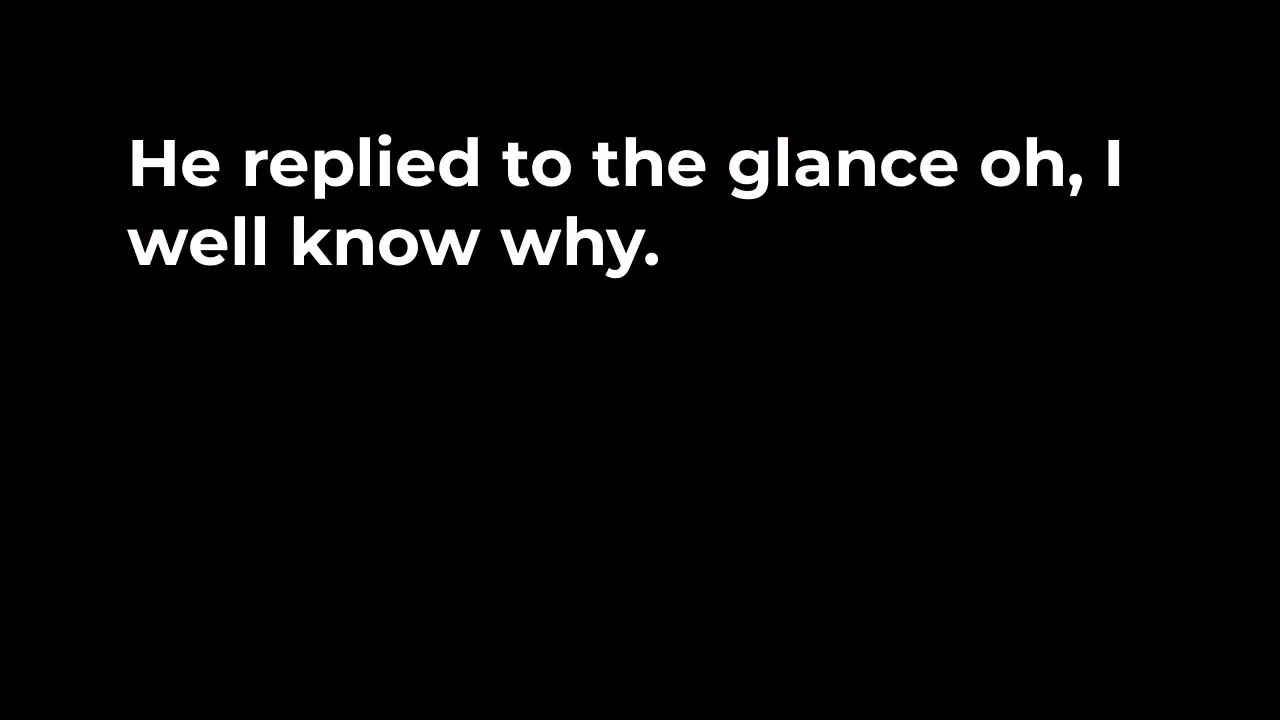 He replied to the glance oh, I
well know why.